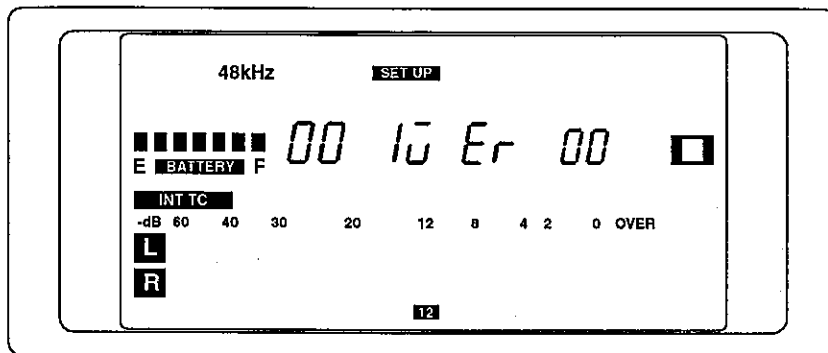 48kHz SET UP
00 1ū Er 00
E BATTERY F
INT TC
-dB 60 40 30 20 12 8 4 2 0 OVER
L
R
12